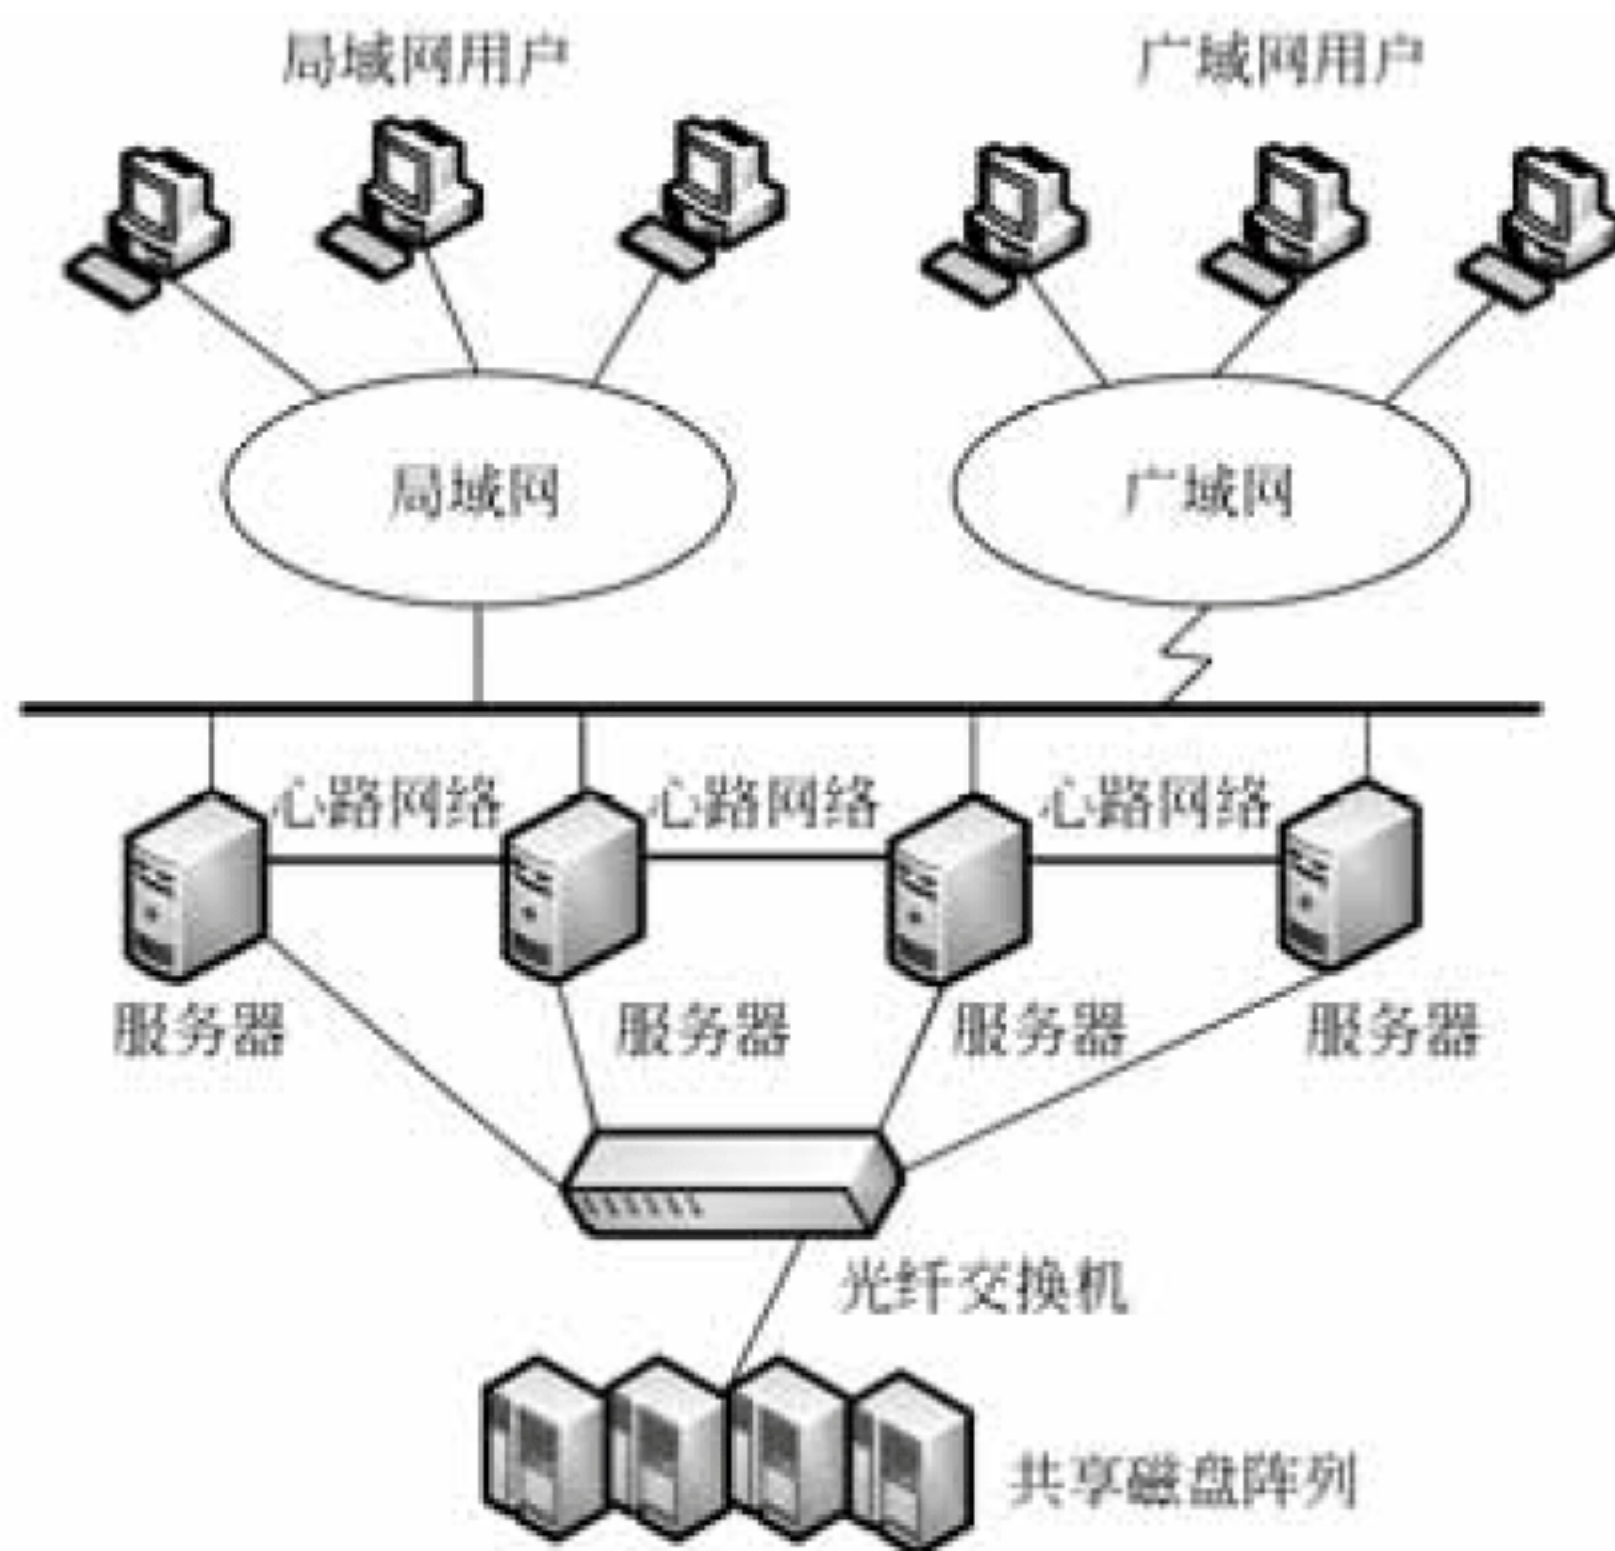 局域网用户
广域网用户
局域网
广域网
心路网络
心路网络
心路网络
服务器
服务器
服务器
服务器
光纤交换机
共享磁盘阵列